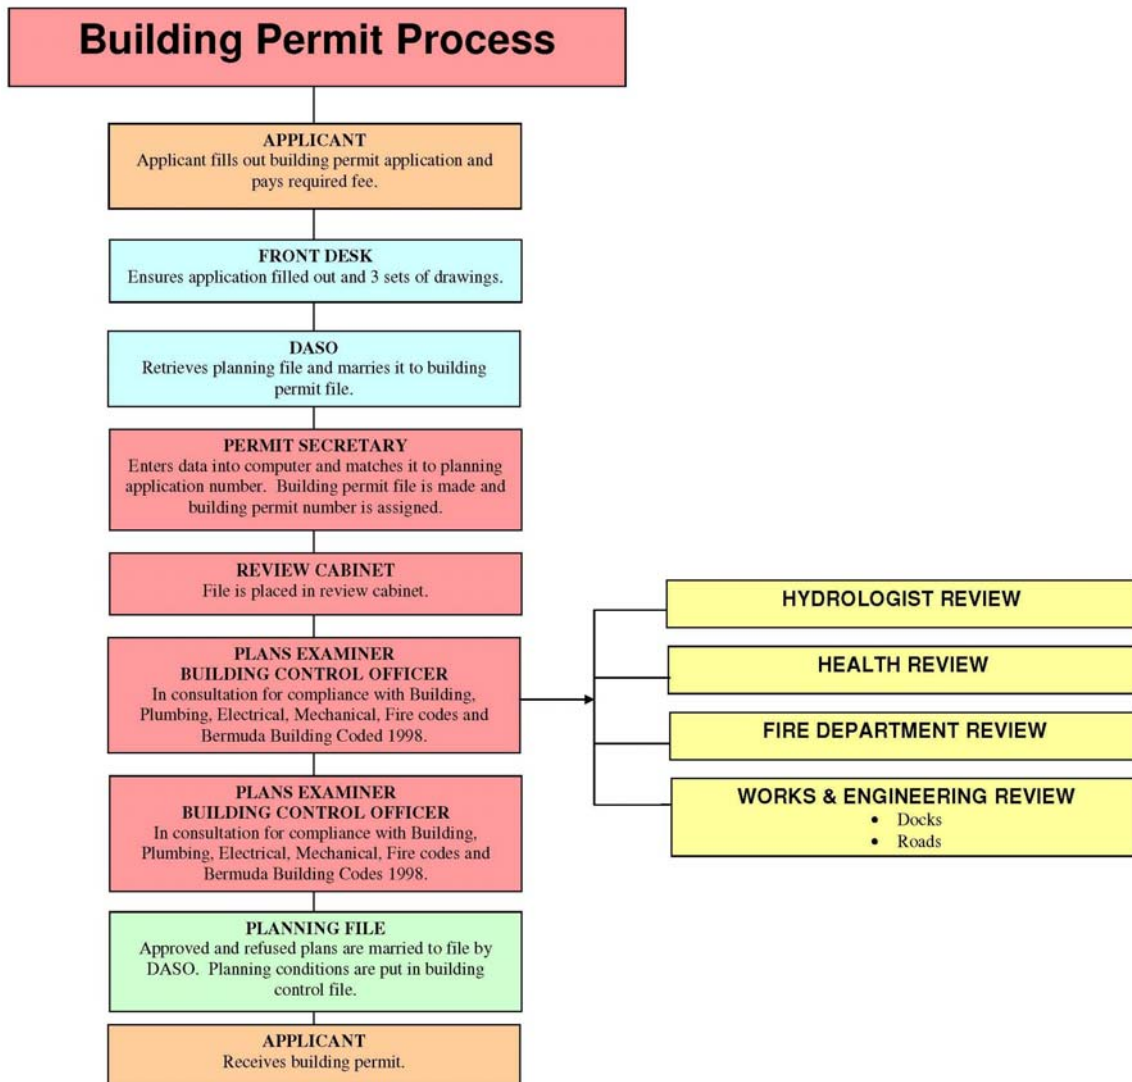 Building Permit Process
APPLICANT
Applicant fills out building permit application and
pays required fee.
FRONT DESK
Ensures application filled out and 3 sets of drawings.
DASO
Retrieves planning file and marries it to building
permit file.
PERMIT SECRETARY
Enters data into computer and matches it to planning
application number. Building permit file is made and
building permit number is assigned.
REVIEW CABINET
File is placed in review cabinet.
PLANS EXAMINER
BUILDING CONTROL OFFICER
In consultation for compliance with Building,
Plumbing, Electrical, Mechanical, Fire codes and
Bermuda Building Coded 1998.
HYDROLOGIST REVIEW
HEALTH REVIEW
FIRE DEPARTMENT REVIEW
WORKS & ENGINEERING REVIEW
• Docks
• Roads
PLANS EXAMINER
BUILDING CONTROL OFFICER
In consultation for compliance with Building,
Plumbing, Electrical, Mechanical, Fire codes and
Bermuda Building Codes 1998.
PLANNING FILE
Approved and refused plans are married to file by
DASO. Planning conditions are put in building
control file.
APPLICANT
Receives building permit.